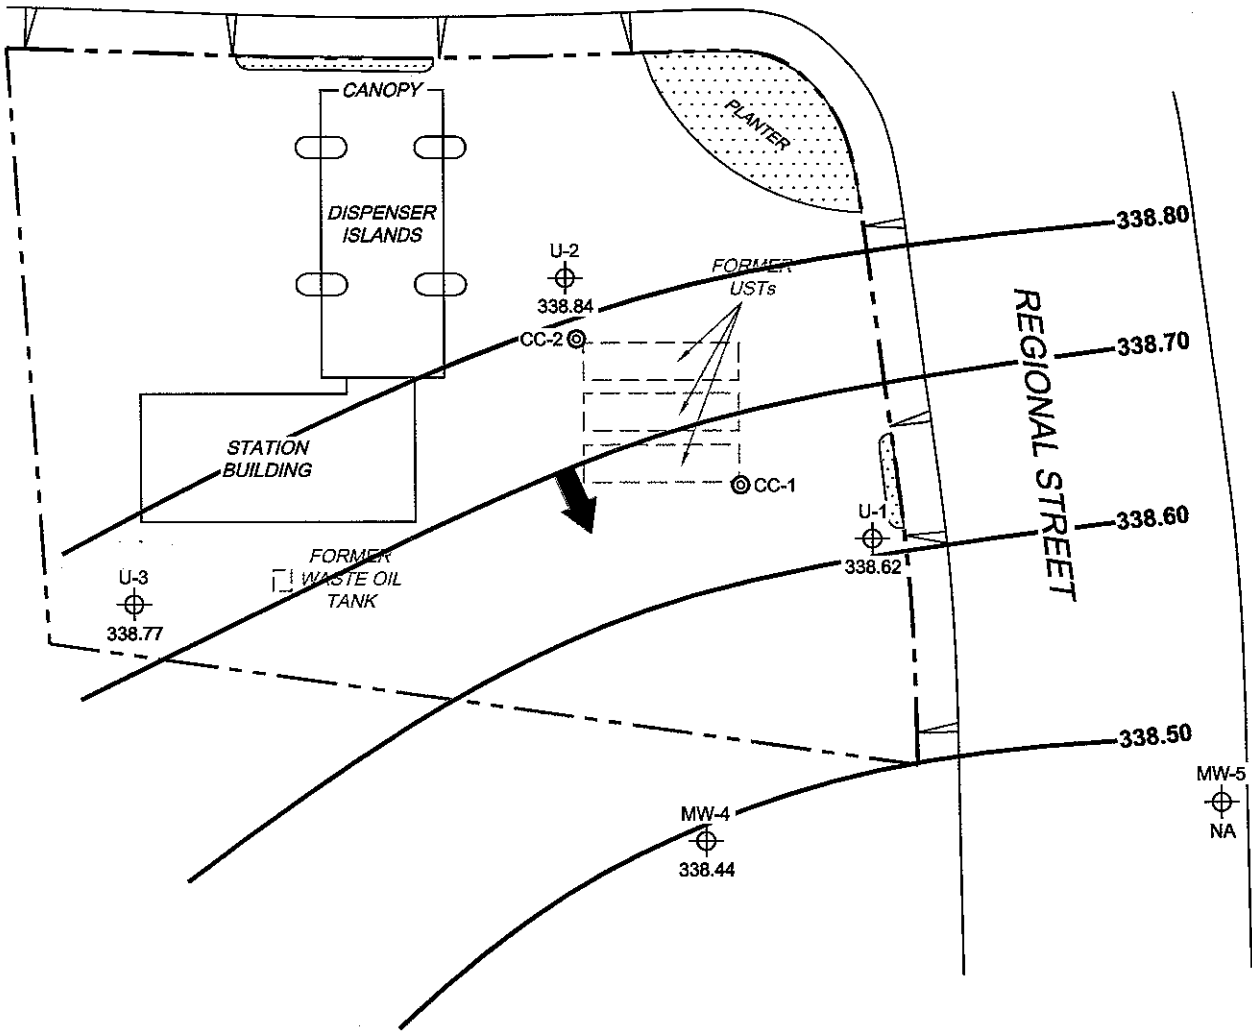 CANOPY
PLANTER
DISPENSER
ISLANDS
338.80
U-2
338.84
FORMER
USTs
CC-2
REGIONAL STREET
338.70
STATION
BUILDING
CC-1
U-1
338.62
338.60
FORMER
WASTE OIL
TANK
U-3
338.77
338.50
MW-5
NA
MW-4
338.44